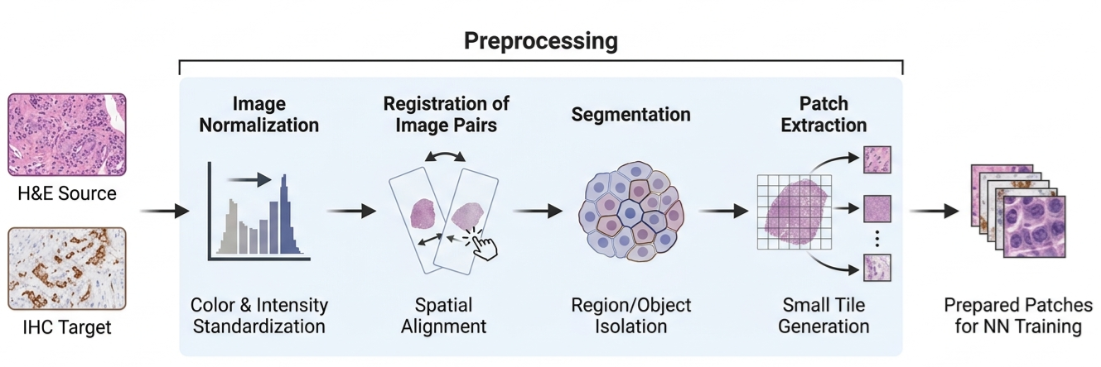 Preprocessing
H&E Source
IHC Target
Image
Normalization
Color & Intensity
Standardization
Registration of
Image Pairs
Spatial
Alignment
Segmentation
Region/Object
Isolation
Patch
Extraction
Small Tile
Generation
Prepared Patches
for NN Training